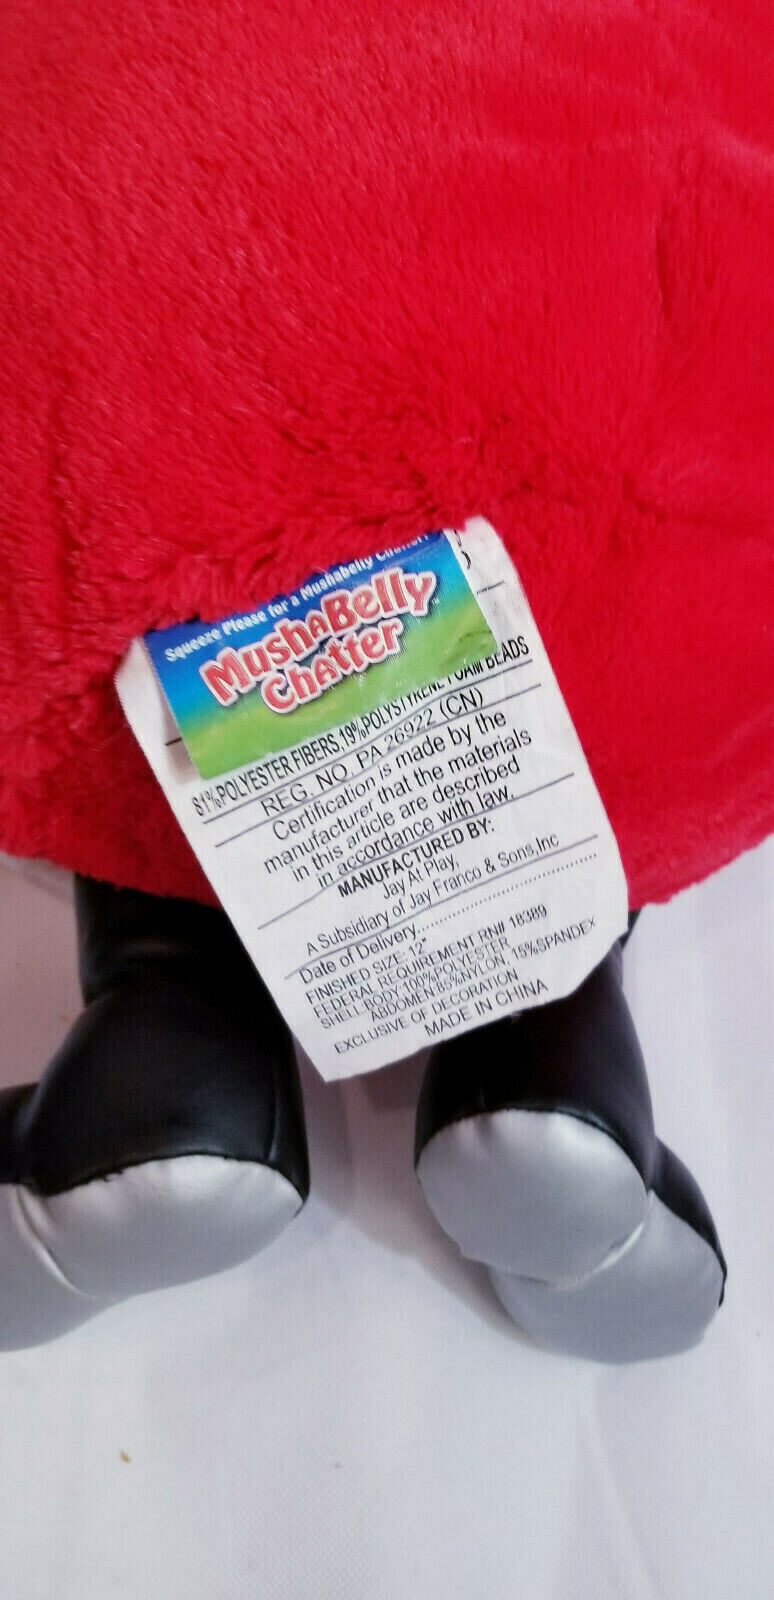 Squeeze Please for a Mushabelly Chatter!
MushABelly
Chatter
81%POLYESTER FIBERS,19%POLYSTYRENE FOAM BEADS
REG. NO. PA 26922 (CN)
Certification is made by the
manufacturer that the materials
in this article are described
in accordance with law.
MANUFACTURED BY:
Jay At Play,
A Subsidiary of Jay Franco & Sons,Inc
Date of Delivery.......................................
FINISHED SIZE: 12"
FEDERAL REQUIREMENT RN# 18389
SHELL:BODY:100%POLYESTER
ABDOMEN:85%NYLON, 15%SPANDEX
EXCLUSIVE OF DECORATION
MADE IN CHINA